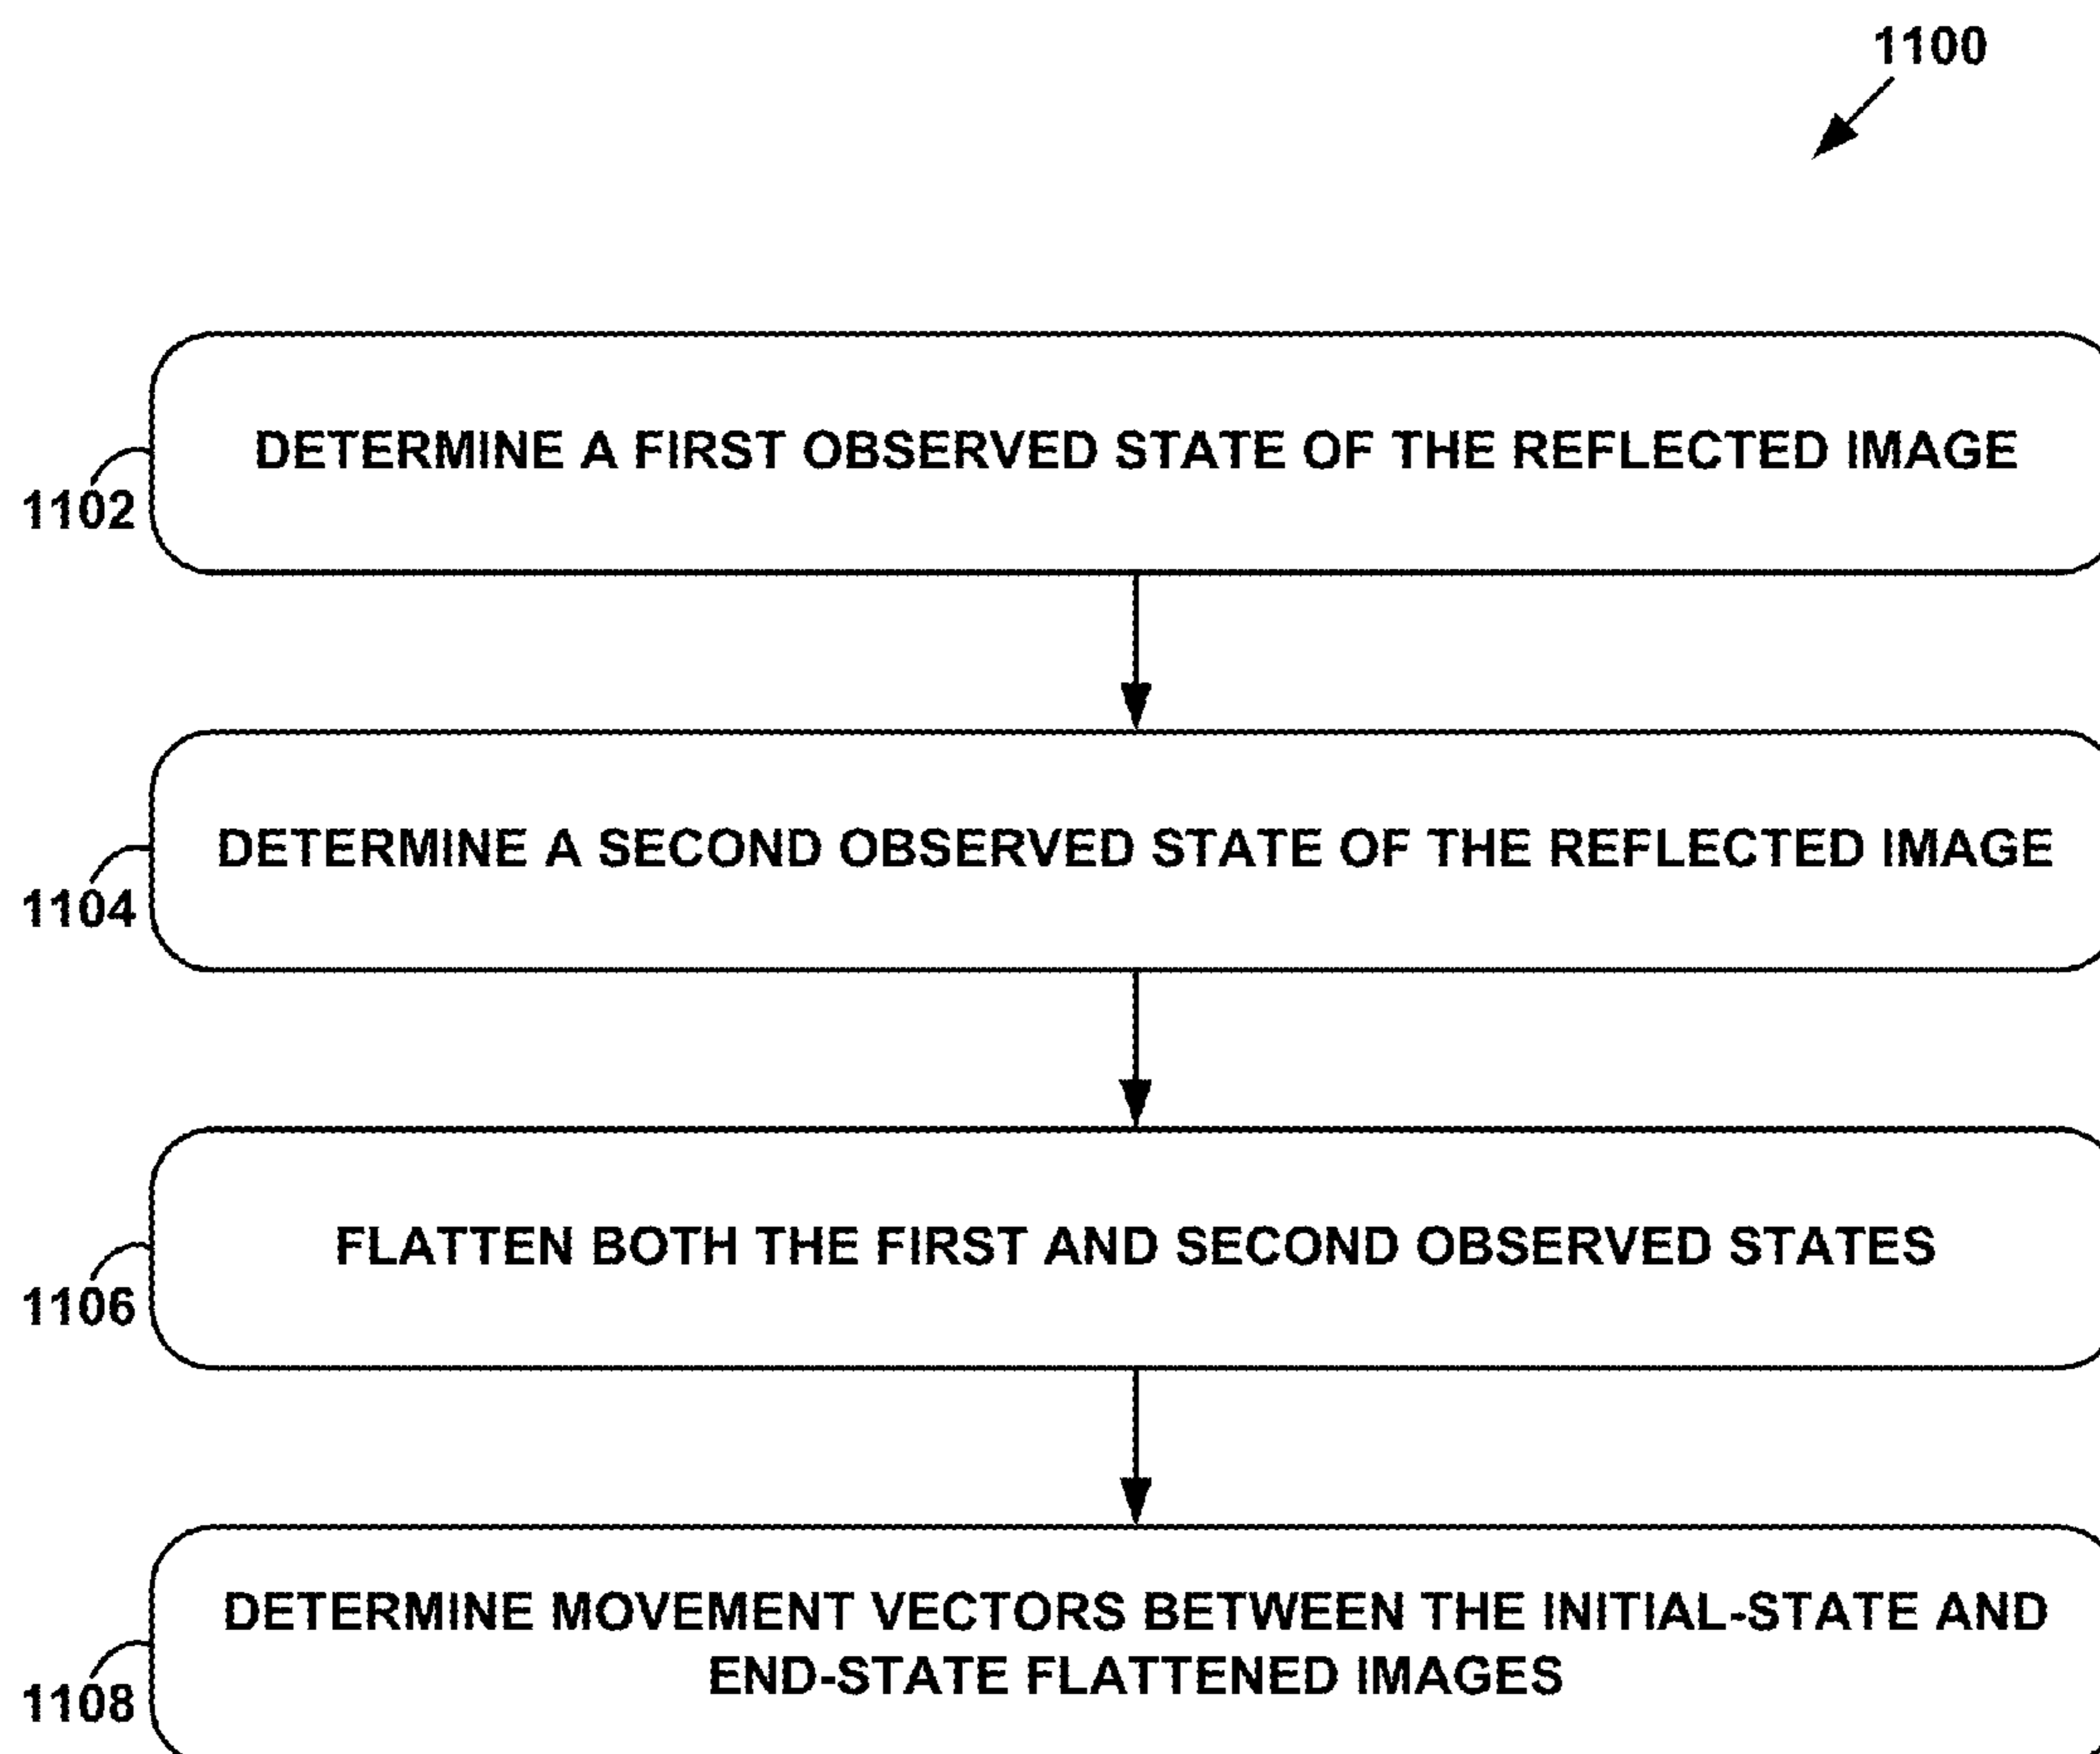 1100
DETERMINE A FIRST OBSERVED STATE OF THE REFLECTED IMAGE
1102
DETERMINE A SECOND OBSERVED STATE OF THE REFLECTED IMAGE
1104
FLATTEN BOTH THE FIRST AND SECOND OBSERVED STATES
1106
DETERMINE MOVEMENT VECTORS BETWEEN THE INITIAL-STATE AND
END-STATE FLATTENED IMAGES
1108